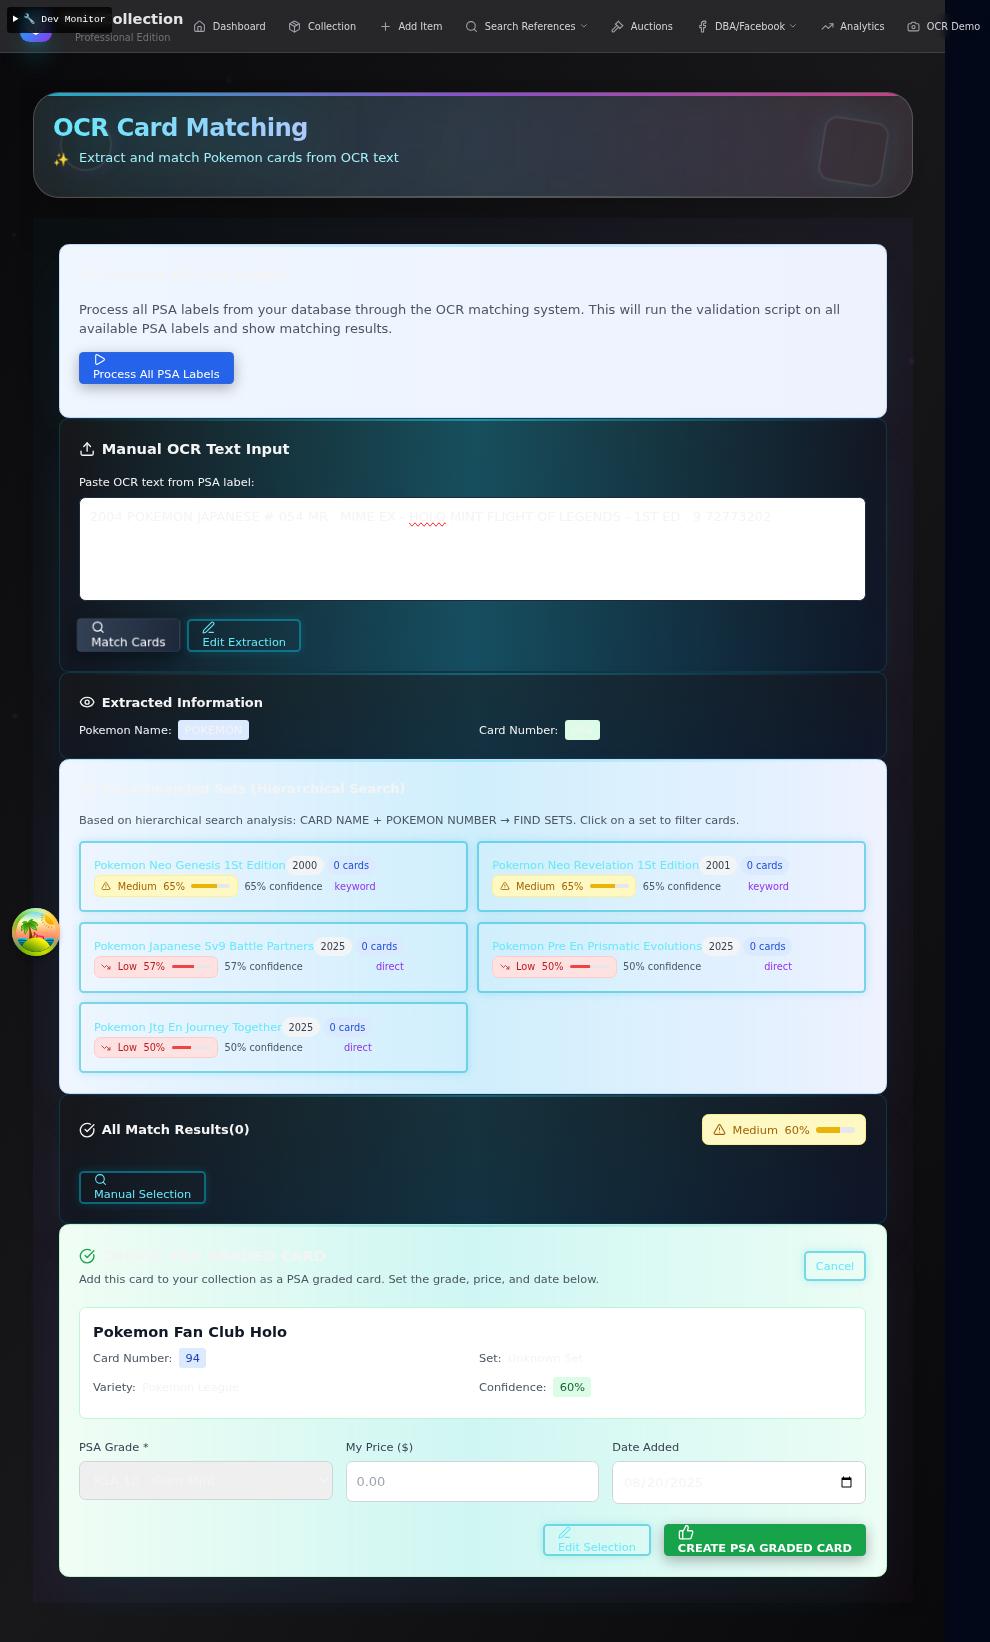 Dev Monitor
ollection
Professional Edition
Dashboard
Collection
Add Item
Search References
Auctions
DBA/Facebook
Analytics
OCR Demo
OCR Card Matching
✨ Extract and match Pokemon cards from OCR text
Process all PSA labels from your database through the OCR matching system. This will run the validation script on all
available PSA labels and show matching results.
Process All PSA Labels
Manual OCR Text Input
Paste OCR text from PSA label:
2004 POKEMON JAPANESE # 054 MR . MIME EX - HOLO MINT FLIGHT OF LEGENDS - 1ST ED . 9 72773202
Match Cards
Edit Extraction
Extracted Information
Pokemon Name: POKEMON
Card Number:
Sets (Hierarchical Search)
Based on hierarchical search analysis: CARD NAME + POKEMON NUMBER → FIND SETS. Click on a set to filter cards.
Pokemon Neo Genesis 1St Edition 2000 0 cards
Medium 65% 65% confidence keyword
Pokemon Neo Revelation 1St Edition 2001 0 cards
Medium 65% 65% confidence keyword
Pokemon Japanese Sv9 Battle Partners 2025 0 cards
Low 57% 57% confidence direct
Pokemon Pre En Prismatic Evolutions 2025 0 cards
Low 50% 50% confidence direct
Pokemon Jtg En Journey Together 2025 0 cards
Low 50% 50% confidence direct
All Match Results(0)
Medium 60%
Manual Selection
GRADED CARD
Add this card to your collection as a PSA graded card. Set the grade, price, and date below.
Cancel
Pokemon Fan Club Holo
Card Number: 94
Set: Unknown Set
Variety: Pokemon League
Confidence: 60%
PSA Grade *
My Price ($)
Date Added
PSA 10 - Gem Mint
0.00
08/20/2025
Edit Selection
CREATE PSA GRADED CARD